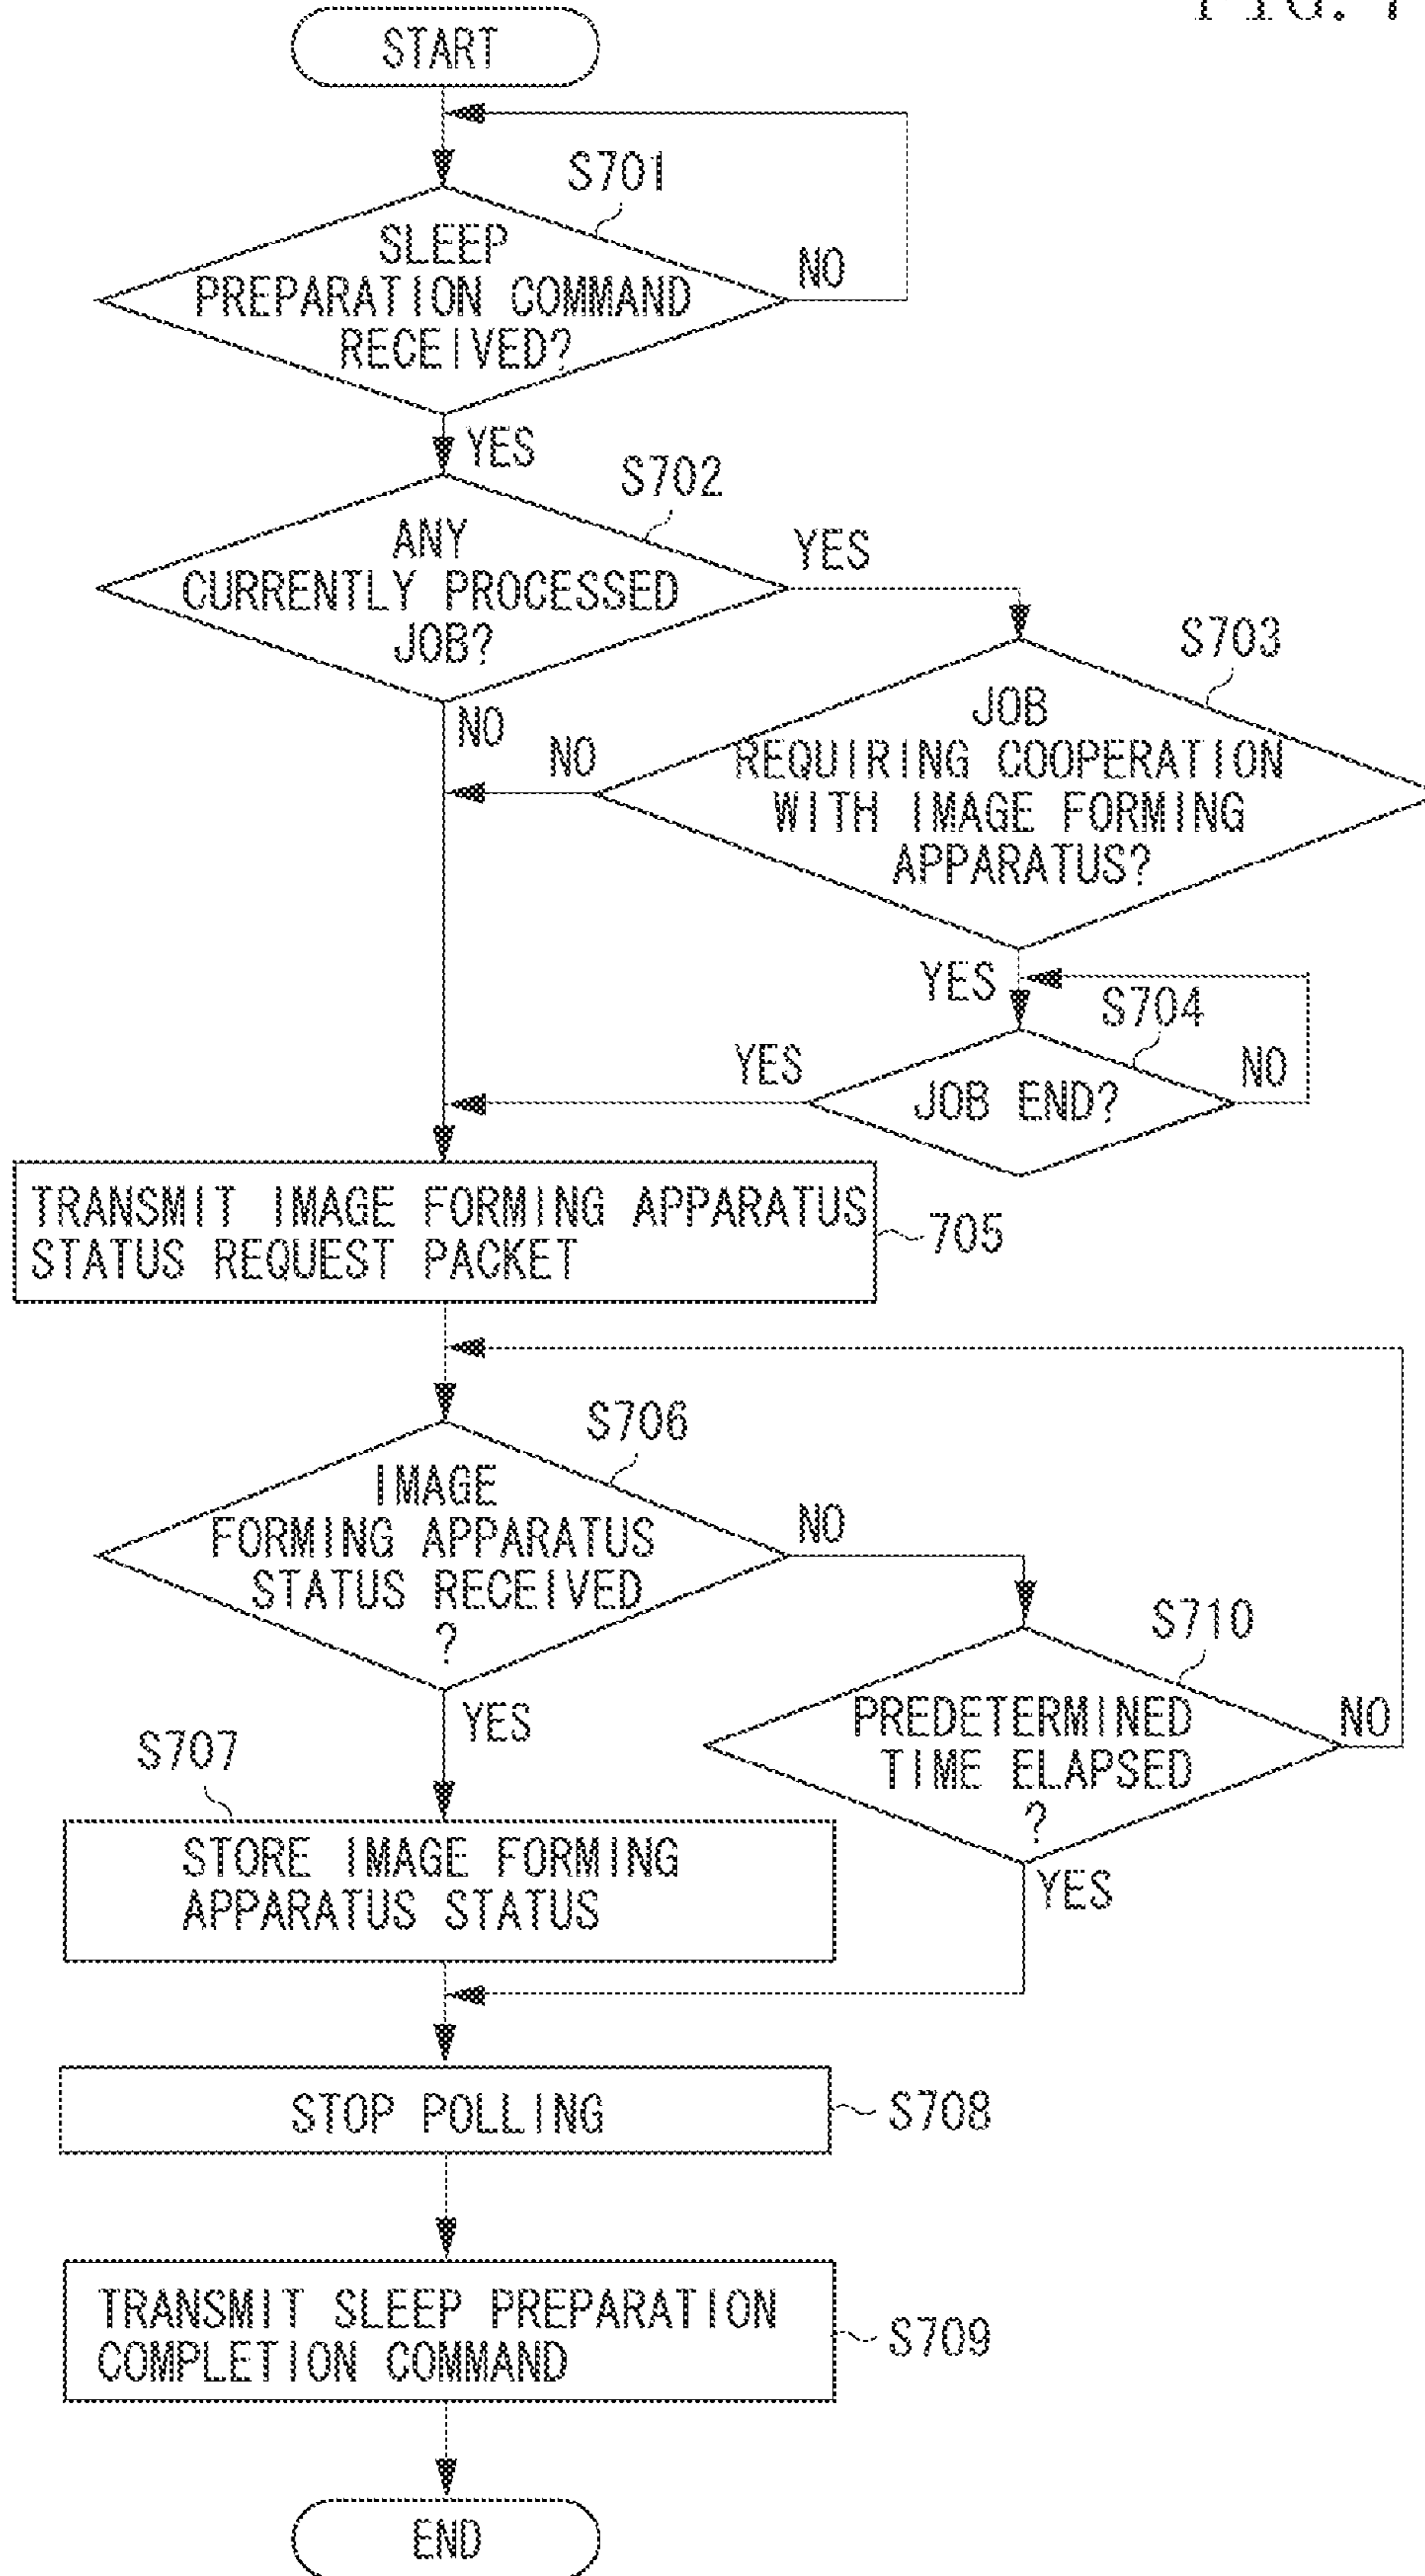 START
S701
SLEEP
PREPARATION COMMAND
RECEIVED?
NO
YES
S702
ANY
CURRENTLY PROCESSED
JOB?
YES
NO
S703
JOB
REQUIRING COOPERATION
WITH IMAGE FORMING
APPARATUS?
NO
YES
S704
JOB END?
YES
NO
TRANSMIT IMAGE FORMING APPARATUS
STATUS REQUEST PACKET
705
S706
IMAGE
FORMING APPARATUS
STATUS RECEIVED
?
NO
YES
S710
PREDETERMINED
TIME ELAPSED
?
NO
YES
S707
STORE IMAGE FORMING
APPARATUS STATUS
STOP POLLING
S708
TRANSMIT SLEEP PREPARATION
COMPLETION COMMAND
S709
END